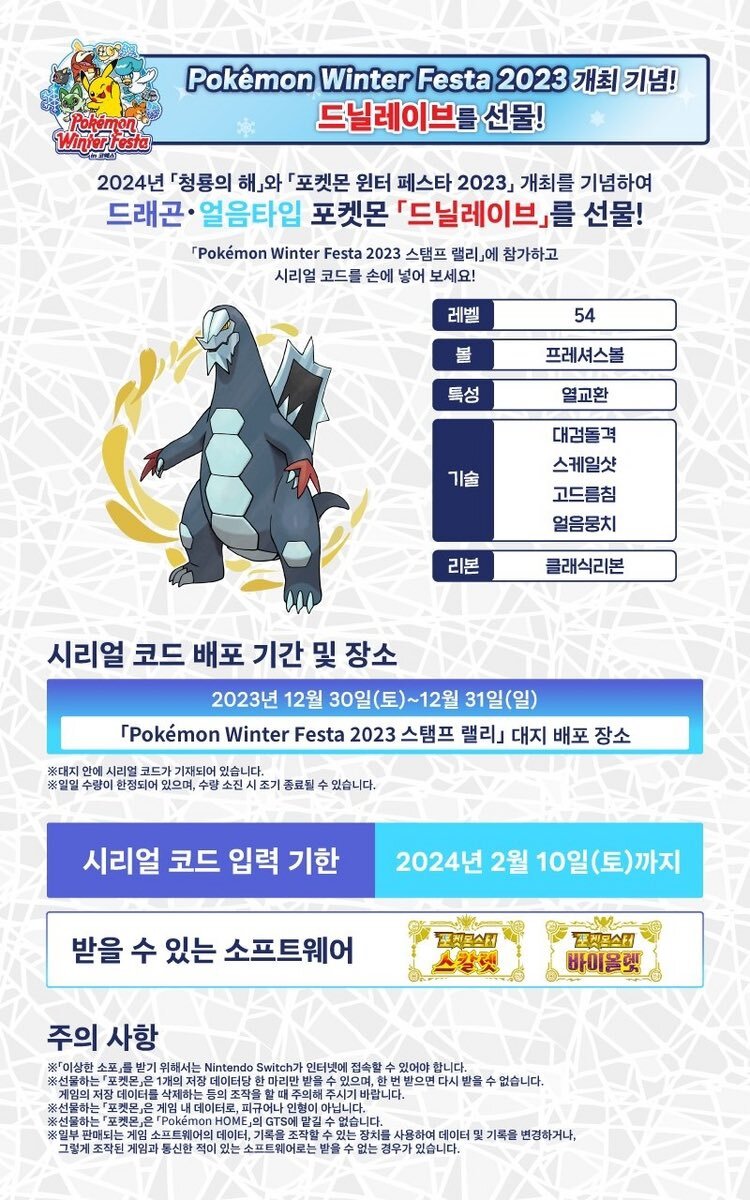 Pokémon Winter Festa 2023 개최 기념!
드닐레이브를 선물!
Pokémon
Winter Festa
in 코엑스
2024년 「청룡의 해」와 「포켓몬 윈터 페스타 2023」 개최를 기념하여
드래곤·얼음타입 포켓몬 「드닐레이브」를 선물!
「Pokémon Winter Festa 2023 스탬프 랠리」에 참가하고
시리얼 코드를 손에 넣어 보세요!
레벨 54
볼 프레셔스볼
특성 열교환
기술
대검돌격
스케일샷
고드름침
얼음뭉치
리본 클래식리본
시리얼 코드 배포 기간 및 장소
2023년 12월 30일(토)~12월 31일(일)
「Pokémon Winter Festa 2023 스탬프 랠리」 대지 배포 장소
※대지 안에 시리얼 코드가 기재되어 있습니다.
※일일 수량이 한정되어 있으며, 수량 소진 시 조기 종료될 수 있습니다.
시리얼 코드 입력 기한 2024년 2월 10일(토)까지
받을 수 있는 소프트웨어
포켓몬스터
스칼렛
포켓몬스터
바이올렛
주의 사항
※「이상한 소포」를 받기 위해서는 Nintendo Switch가 인터넷에 접속할 수 있어야 합니다.
※선물하는 「포켓몬」은 1개의 저장 데이터당 한 마리만 받을 수 있으며, 한 번 받으면 다시 받을 수 없습니다.
게임의 저장 데이터를 삭제하는 등의 조작을 할 때 주의해 주시기 바랍니다.
※선물하는 「포켓몬」은 게임 내 데이터로, 피규어나 인형이 아닙니다.
※선물하는 「포켓몬」은 「Pokémon HOME」의 GTS에 맡길 수 없습니다.
※일부 판매되는 게임 소프트웨어의 데이터, 기록을 조작할 수 있는 장치를 사용하여 데이터 및 기록을 변경하거나,
그렇게 조작된 게임과 통신한 적이 있는 소프트웨어로는 받을 수 없는 경우가 있습니다.